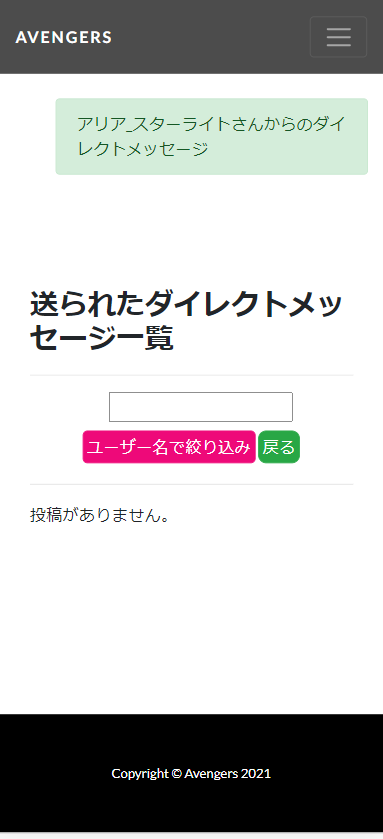 AVENGERS
アリア_スターライトさんからのダイ
レクトメッセージ
送られたダイレクトメッ
セージ一覧
ユーザー名で絞り込み 戻る
投稿がありません。
Copyright © Avengers 2021